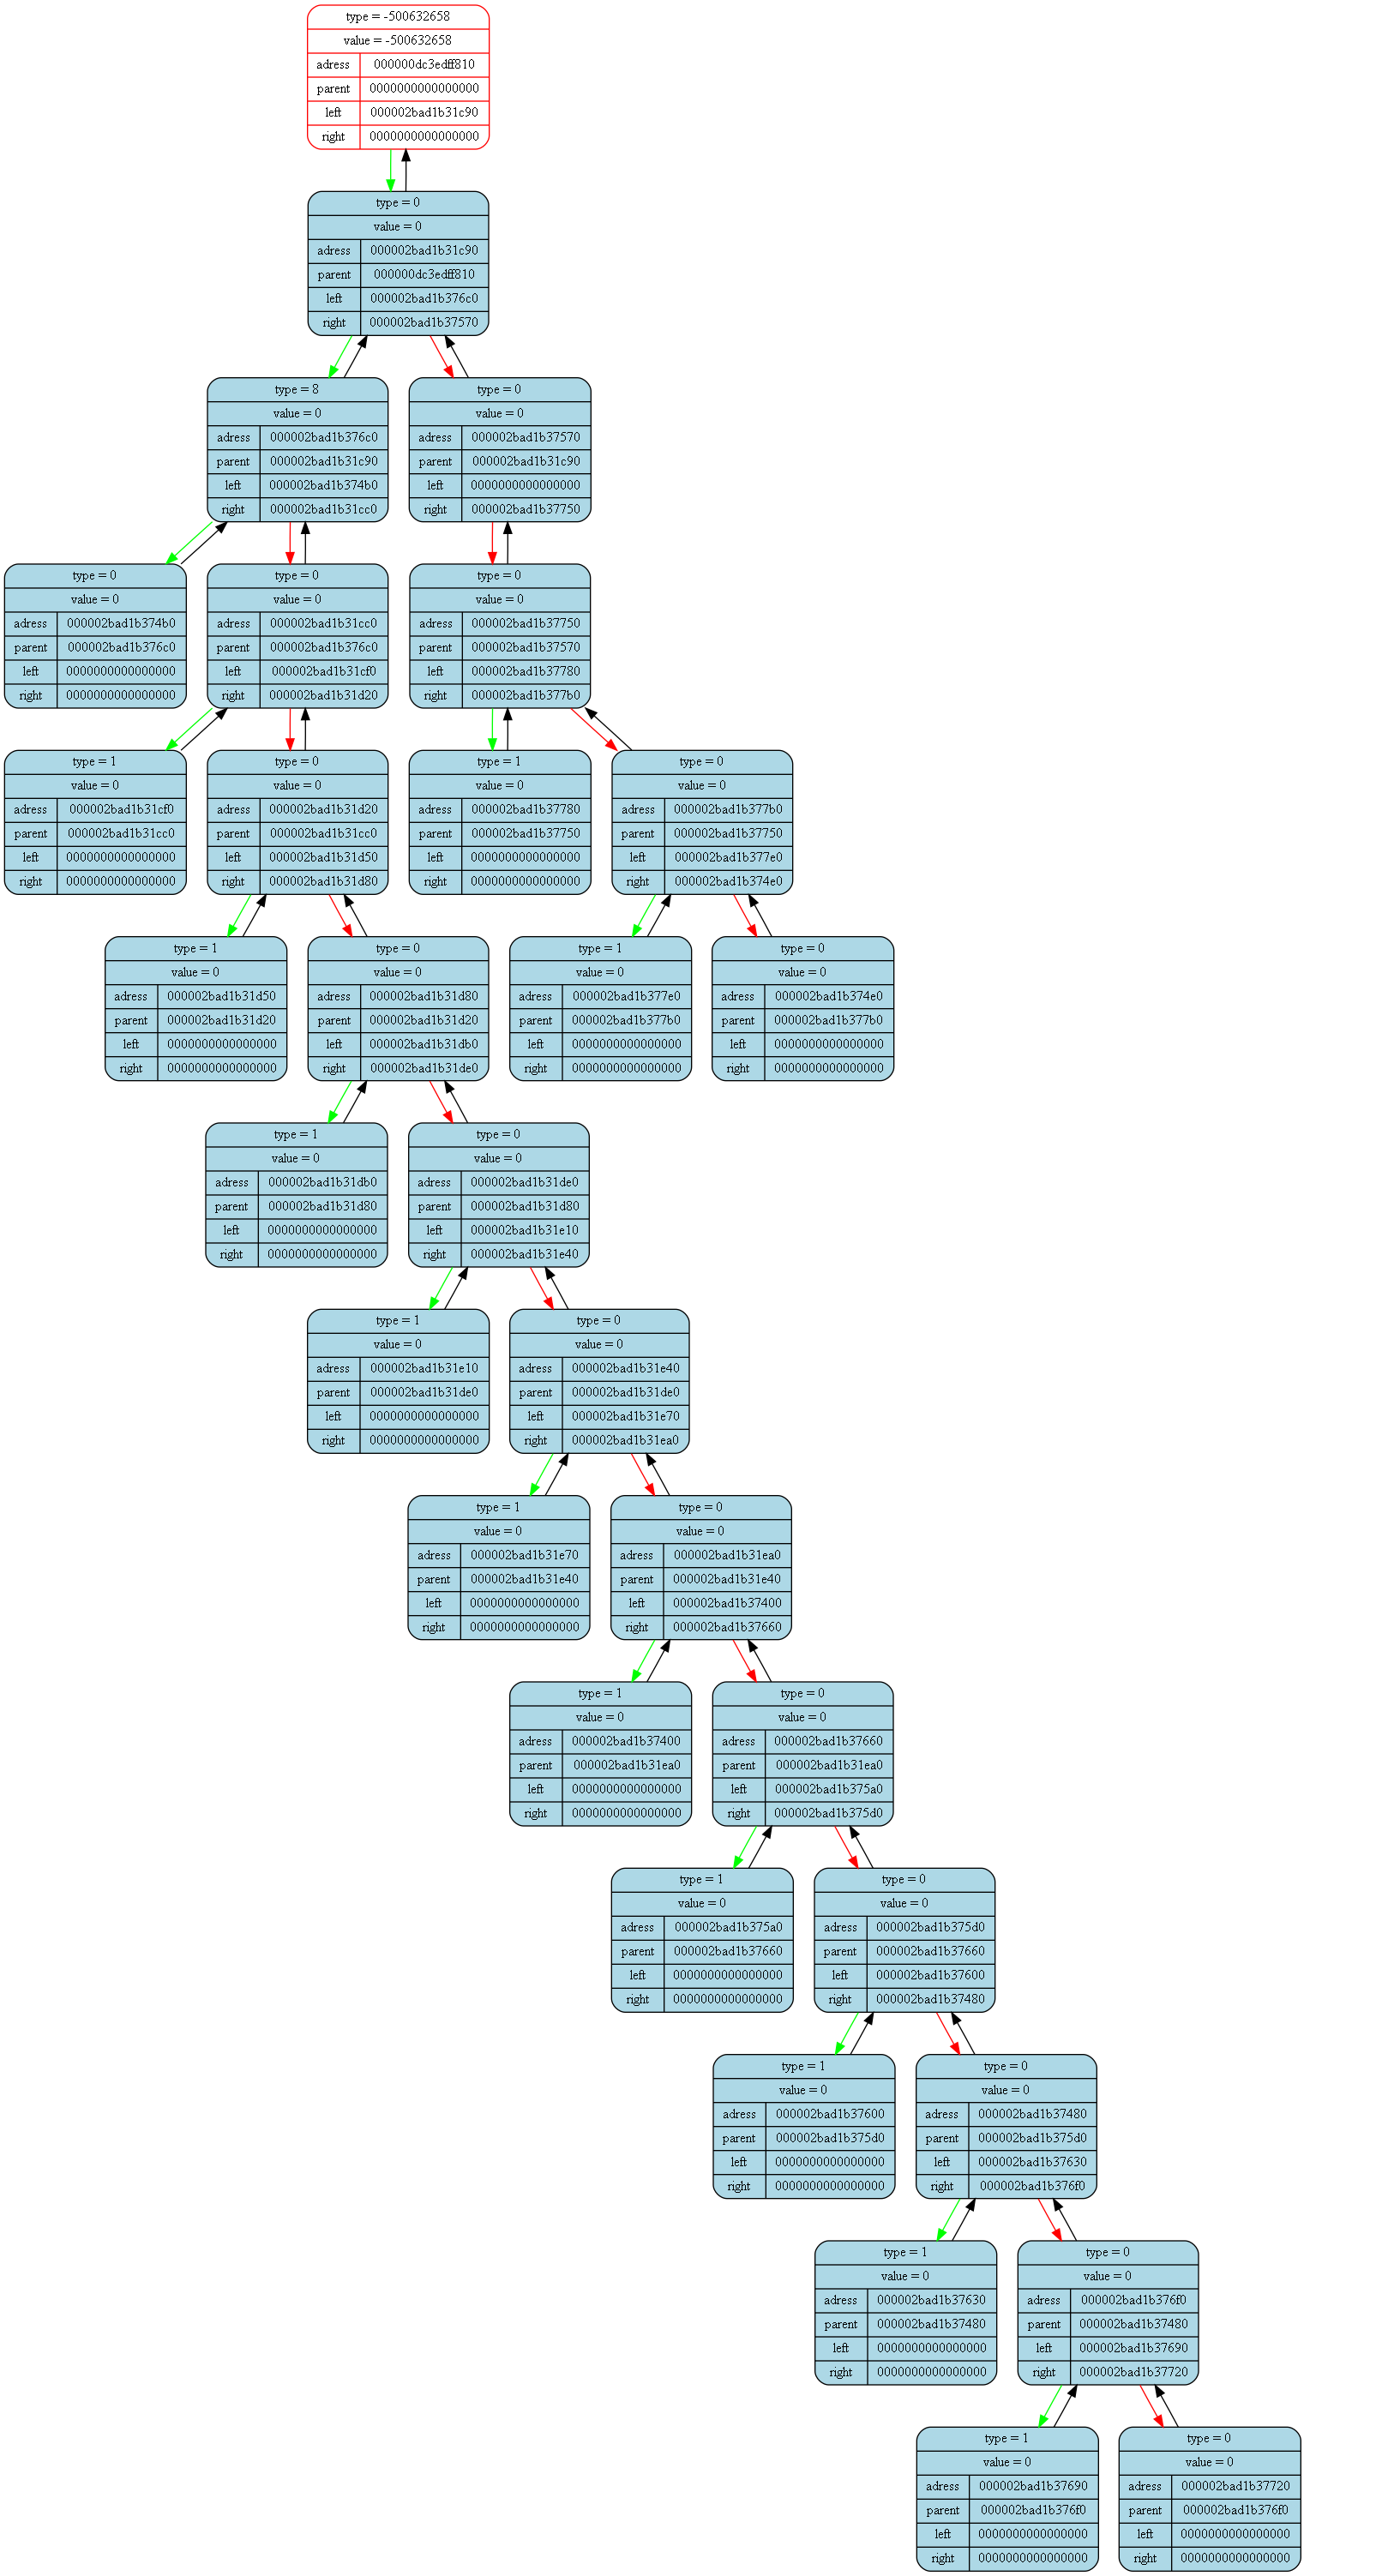 type = -500632658
value = -500632658
adress 000000dc3edff810
parent 0000000000000000
left 000002bad1b31c90
right 0000000000000000
type = 0
value = 0
adress 000002bad1b31c90
parent 000000dc3edff810
left 000002bad1b376c0
right 000002bad1b37570
type = 8
value = 0
adress 000002bad1b376c0
parent 000002bad1b31c90
left 000002bad1b374b0
right 000002bad1b31cc0
type = 0
value = 0
adress 000002bad1b37570
parent 000002bad1b31c90
left 0000000000000000
right 000002bad1b37750
type = 0
value = 0
adress 000002bad1b374b0
parent 000002bad1b376c0
left 0000000000000000
right 0000000000000000
type = 0
value = 0
adress 000002bad1b31cc0
parent 000002bad1b376c0
left 000002bad1b31cf0
right 000002bad1b31d20
type = 0
value = 0
adress 000002bad1b37750
parent 000002bad1b37570
left 000002bad1b37780
right 000002bad1b377b0
type = 1
value = 0
adress 000002bad1b31cf0
parent 000002bad1b31cc0
left 0000000000000000
right 0000000000000000
type = 0
value = 0
adress 000002bad1b31d20
parent 000002bad1b31cc0
left 000002bad1b31d50
right 000002bad1b31d80
type = 1
value = 0
adress 000002bad1b37780
parent 000002bad1b37750
left 0000000000000000
right 0000000000000000
type = 0
value = 0
adress 000002bad1b377b0
parent 000002bad1b37750
left 000002bad1b377e0
right 000002bad1b374e0
type = 1
value = 0
adress 000002bad1b31d50
parent 000002bad1b31d20
left 0000000000000000
right 0000000000000000
type = 0
value = 0
adress 000002bad1b31d80
parent 000002bad1b31d20
left 000002bad1b31db0
right 000002bad1b31de0
type = 1
value = 0
adress 000002bad1b377e0
parent 000002bad1b377b0
left 0000000000000000
right 0000000000000000
type = 0
value = 0
adress 000002bad1b374e0
parent 000002bad1b377b0
left 0000000000000000
right 0000000000000000
type = 1
value = 0
adress 000002bad1b31db0
parent 000002bad1b31d80
left 0000000000000000
right 0000000000000000
type = 0
value = 0
adress 000002bad1b31de0
parent 000002bad1b31d80
left 000002bad1b31e10
right 000002bad1b31e40
type = 1
value = 0
adress 000002bad1b31e10
parent 000002bad1b31de0
left 0000000000000000
right 0000000000000000
type = 0
value = 0
adress 000002bad1b31e40
parent 000002bad1b31de0
left 000002bad1b31e70
right 000002bad1b31ea0
type = 1
value = 0
adress 000002bad1b31e70
parent 000002bad1b31e40
left 0000000000000000
right 0000000000000000
type = 0
value = 0
adress 000002bad1b31ea0
parent 000002bad1b31e40
left 000002bad1b37400
right 000002bad1b37660
type = 1
value = 0
adress 000002bad1b37400
parent 000002bad1b31ea0
left 0000000000000000
right 0000000000000000
type = 0
value = 0
adress 000002bad1b37660
parent 000002bad1b31ea0
left 000002bad1b375a0
right 000002bad1b375d0
type = 1
value = 0
adress 000002bad1b375a0
parent 000002bad1b37660
left 0000000000000000
right 0000000000000000
type = 0
value = 0
adress 000002bad1b375d0
parent 000002bad1b37660
left 000002bad1b37600
right 000002bad1b37480
type = 1
value = 0
adress 000002bad1b37600
parent 000002bad1b375d0
left 0000000000000000
right 0000000000000000
type = 0
value = 0
adress 000002bad1b37480
parent 000002bad1b375d0
left 000002bad1b37630
right 000002bad1b376f0
type = 1
value = 0
adress 000002bad1b37630
parent 000002bad1b37480
left 0000000000000000
right 0000000000000000
type = 0
value = 0
adress 000002bad1b376f0
parent 000002bad1b37480
left 000002bad1b37690
right 000002bad1b37720
type = 1
value = 0
adress 000002bad1b37690
parent 000002bad1b376f0
left 0000000000000000
right 0000000000000000
type = 0
value = 0
adress 000002bad1b37720
parent 000002bad1b376f0
left 0000000000000000
right 0000000000000000